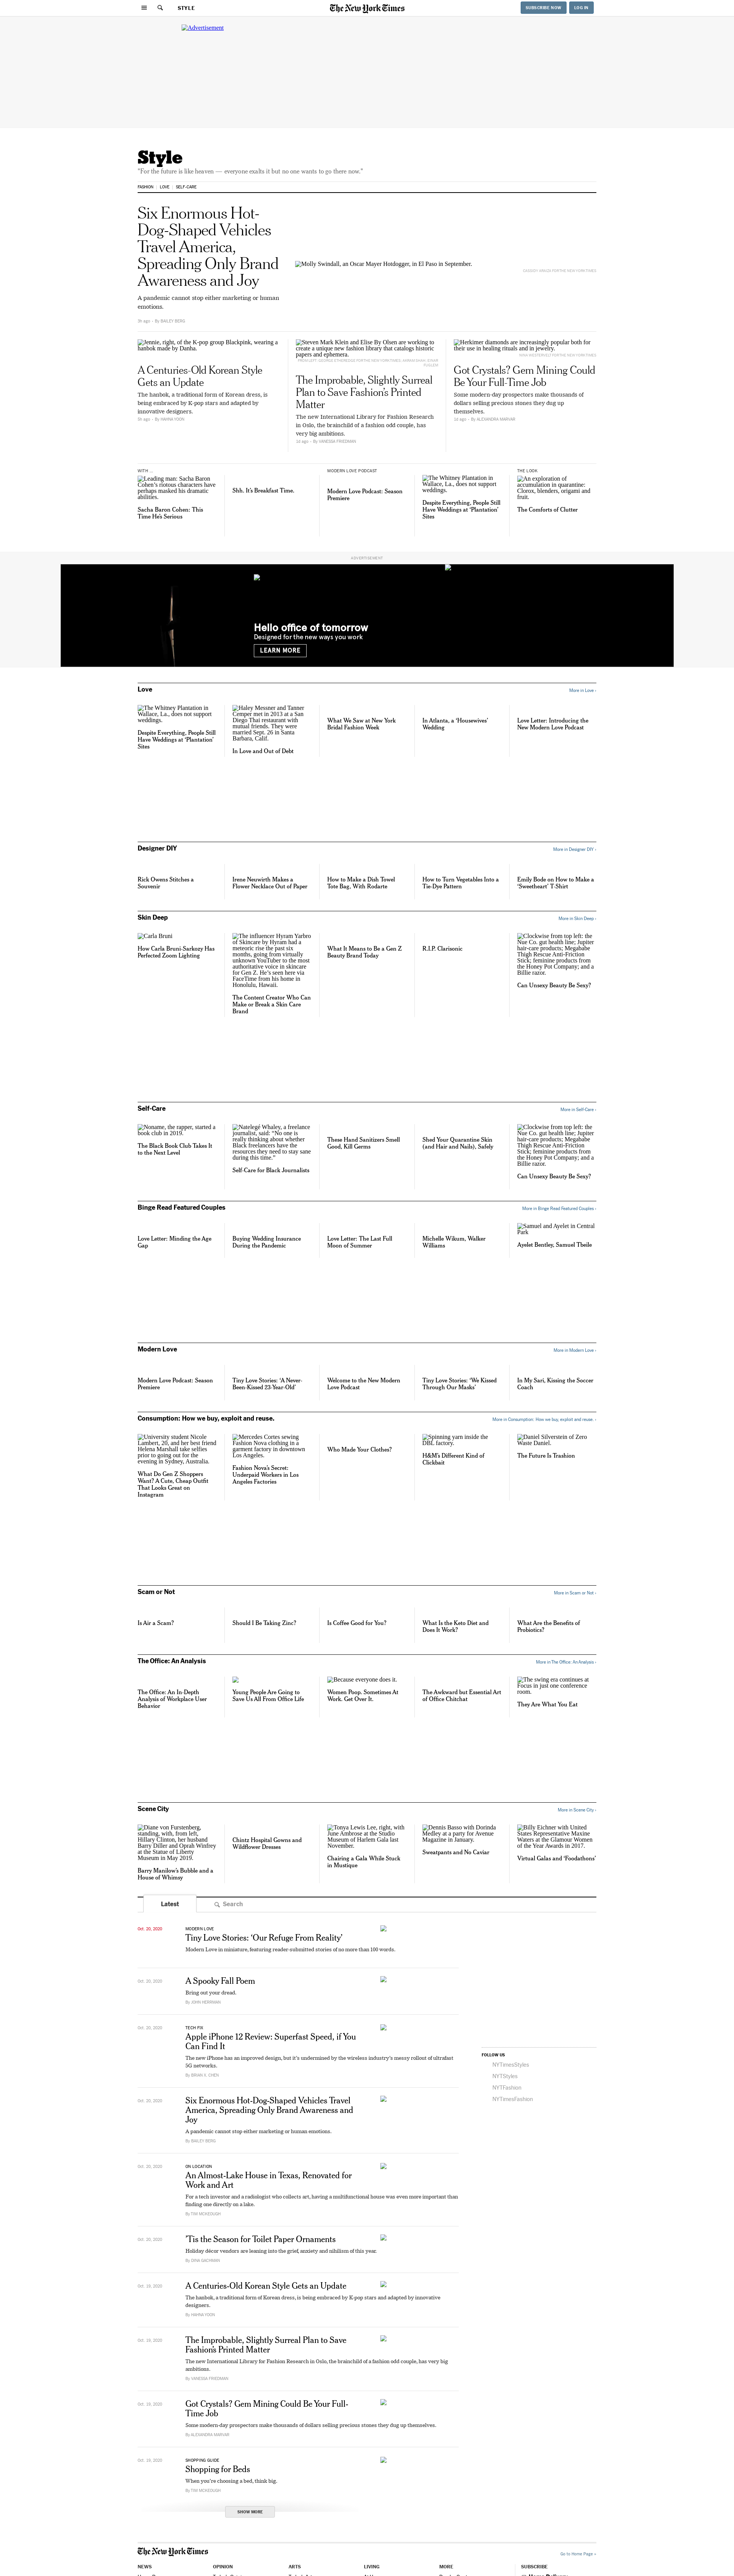 STYLE
The New York Times
SUBSCRIBE NOW
LOG IN
Advertisement
Style
"For the future is like heaven — everyone exalts it but no one wants to go there now."
FASHION
LOVE
SELF-CARE
Six Enormous Hot-
Dog-Shaped Vehicles
Travel America,
Spreading Only Brand
Awareness and Joy
A pandemic cannot stop either marketing or human
emotions.
By BAILEY BERG
Molly Swindall, an Oscar Mayer Hotdogger, in El Paso in September.
Jennie, right, of the K-pop group Blackpink, wearing a
hanbok made by Danha.
A Centuries-Old Korean Style
Gets an Update
The hanbok, a traditional form of Korean dress, is
being embraced by K-pop stars and adapted by
innovative designers.
By HAHNA YOON
Steven Mark Klein and Elise By Olsen are working to
create a unique new fashion library that catalogs historic
papers and ephemera.
The Improbable, Slightly Surreal
Plan to Save Fashion's Printed
Matter
The new International Library for Fashion Research
in Oslo, the brainchild of a fashion odd couple, has
very big ambitions.
By VANESSA FRIEDMAN
Herkimer diamonds are increasingly popular both for
their use in healing rituals and in jewelry.
Got Crystals? Gem Mining Could
Be Your Full-Time Job
Some modern-day prospectors make thousands of
dollars selling precious stones they dug up
themselves.
By ALEXANDRA MARVAR
WITH ...
Leading man: Sacha Baron
Cohen's riotous characters have
perhaps masked his dramatic
abilities.
Sacha Baron Cohen: This
Time He's Serious
Shh. It's Breakfast Time.
MODERN LOVE PODCAST
Modern Love Podcast: Season
Premiere
The Whitney Plantation in
Wallace, La., does not support
weddings.
Despite Everything, People Still
Have Weddings at 'Plantation'
Sites
THE LOOK
An exploration of
accumulation in quarantine:
Clorox, blenders, origami and
fruit.
The Comforts of Clutter
ADVERTISEMENT
Hello office of tomorrow
Designed for the new ways you work
LEARN MORE
Love
More in Love ›
The Whitney Plantation in
Wallace, La., does not support
weddings.
Despite Everything, People Still
Have Weddings at 'Plantation'
Sites
Haley Messner and Tanner
Cemper met in 2013 at a San
Diego Thai restaurant with
mutual friends. They were
married Sept. 26 in Santa
Barbara, Calif.
In Love and Out of Debt
What We Saw at New York
Bridal Fashion Week
In Atlanta, a 'Housewives'
Wedding
Love Letter: Introducing the
New Modern Love Podcast
Designer DIY
More in Designer DIY ›
Rick Owens Stitches a
Souvenir
Irene Neuwirth Makes a
Flower Necklace Out of Paper
How to Make a Dish Towel
Tote Bag, With Rodarte
How to Turn Vegetables Into a
Tie-Dye Pattern
Emily Bode on How to Make a
'Sweetheart' T-Shirt
Skin Deep
More in Skin Deep ›
Carla Bruni
How Carla Bruni-Sarkozy Has
Perfected Zoom Lighting
The influencer Hyram Yarbro
of Skincare by Hyram had a
meteoric rise the past six
months, going from virtually
unknown YouTuber to the most
authoritative voice in skincare
for Gen Z. He's seen here via
FaceTime from his home in
Honolulu, Hawaii.
The Content Creator Who Can
Make or Break a Skin Care
Brand
What It Means to Be a Gen Z
Beauty Brand Today
R.I.P. Clarisonic
Clockwise from top left: the
Nue Co. gut health line; Jupiter
hair-care products; Megababe
Thigh Rescue Anti-Friction
Stick; feminine products from
the Honey Pot Company; and a
Billie razor.
Can Unsexy Beauty Be Sexy?
Self-Care
More in Self-Care ›
Noname, the rapper, started a
book club in 2019.
The Black Book Club Takes It
to the Next Level
Natelegé Whaley, a freelance
journalist, said: "No one is
really thinking about whether
Black freelancers have the
resources they need to stay sane
during this time."
Self-Care for Black Journalists
These Hand Sanitizers Smell
Good, Kill Germs
Shed Your Quarantine Skin
(and Hair and Nails), Safely
Clockwise from top left: the
Nue Co. gut health line; Jupiter
hair-care products; Megababe
Thigh Rescue Anti-Friction
Stick; feminine products from
the Honey Pot Company; and a
Billie razor.
Can Unsexy Beauty Be Sexy?
Binge Read Featured Couples
More in Binge Read Featured Couples ›
Love Letter: Minding the Age
Gap
Buying Wedding Insurance
During the Pandemic
Love Letter: The Last Full
Moon of Summer
Michelle Wikum, Walker
Williams
Samuel and Ayelet in Central
Park
Ayelet Bentley, Samuel Theile
Modern Love
More in Modern Love ›
Modern Love Podcast: Season
Premiere
Tiny Love Stories: 'A Never-
Been-Kissed 23-Year-Old'
Welcome to the New Modern
Love Podcast
Tiny Love Stories: 'We Kissed
Through Our Masks'
In My Sari, Kissing the Soccer
Coach
Consumption: How we buy, exploit and reuse.
More in Consumption: How we buy, exploit and reuse. ›
University student Nicole
Lambert, 20, and her best friend
Helena Marshall take selfies
prior to going out for the
evening in Sydney, Australia.
What Do Gen Z Shoppers
Want? A Cute, Cheap Outfit
That Looks Great on
Instagram
Mercedes Cortes sewing
Fashion Nova clothing in a
garment factory in downtown
Los Angeles.
Fashion Nova's Secret:
Underpaid Workers in Los
Angeles Factories
Who Made Your Clothes?
Spinning yarn inside the
DBL factory.
H&M's Different Kind of
Clickbait
Daniel Silverstein of Zero
Waste Daniel.
The Future Is Trashion
Scam or Not
More in Scam or Not ›
Is Air a Scam?
Should I Be Taking Zinc?
Is Coffee Good for You?
What Is the Keto Diet and
Does It Work?
What Are the Benefits of
Probiotics?
The Office: An Analysis
More in The Office: An Analysis ›
The Office: An In-Depth
Analysis of Workplace User
Behavior
Young People Are Going to
Save Us All From Office Life
Because everyone does it.
Women Poop. Sometimes At
Work. Get Over It.
The Awkward but Essential Art
of Office Chitchat
The swing era continues at
Focus in just one conference
room.
They Are What You Eat
Scene City
More in Scene City ›
Diane von Furstenberg,
standing, with, from left,
Hillary Clinton, her husband
Barry Diller and Oprah Winfrey
at the Statue of Liberty
Museum in May 2019.
Barry Manilow's Bubble and a
House of Whimsy
Chintz Hospital Gowns and
Wildflower Dresses
Tonya Lewis Lee, right, with
June Ambrose at the Studio
Museum of Harlem Gala last
November.
Chairing a Gala While Stuck
in Mustique
Dennis Basso with Dorinda
Medley at a party for Avenue
Magazine in January.
Sweatpants and No Caviar
Billy Eichner with United
States Representative Maxine
Waters at the Glamour Women
of the Year Awards in 2017.
Virtual Galas and 'Foodathons'
Latest
Search
Oct. 20, 2020
MODERN LOVE
Tiny Love Stories: 'Our Refuge From Reality'
Modern Love in miniature, featuring reader-submitted stories of no more than 100 words.
Oct. 20, 2020
A Spooky Fall Poem
Bring out your dread.
By JOHN MERRIMAN
Oct. 20, 2020
TECH FIX
Apple iPhone 12 Review: Superfast Speed, if You
Can Find It
The new iPhone has an improved design, but it's undermined by the wireless industry's messy rollout of ultrafast
5G networks.
By BRIAN X. CHEN
FOLLOW US
NYTimesStyles
NYTStyles
NYTFashion
NYTimesFashion
Oct. 20, 2020
Six Enormous Hot-Dog-Shaped Vehicles Travel
America, Spreading Only Brand Awareness and
Joy
A pandemic cannot stop either marketing or human emotions.
By BAILEY BERG
Oct. 20, 2020
ON LOCATION
An Almost-Lake House in Texas, Renovated for
Work and Art
For a tech investor and a radiologist who collects art, having a multifunctional house was even more important than
finding one directly on a lake.
By TIM MCKEOUGH
Oct. 20, 2020
'Tis the Season for Toilet Paper Ornaments
Holiday décor vendors are leaning into the grief, anxiety and nihilism of this year.
Oct. 19, 2020
A Centuries-Old Korean Style Gets an Update
The hanbok, a traditional form of Korean dress, is being embraced by K-pop stars and adapted by innovative
designers.
By HAHNA YOON
Oct. 19, 2020
The Improbable, Slightly Surreal Plan to Save
Fashion's Printed Matter
The new International Library for Fashion Research in Oslo, the brainchild of a fashion odd couple, has very big
ambitions.
By VANESSA FRIEDMAN
Oct. 19, 2020
Got Crystals? Gem Mining Could Be Your Full-
Time Job
Some modern-day prospectors make thousands of dollars selling precious stones they dug up themselves.
By ALEXANDRA MARVAR
Oct. 19, 2020
SHOPPING GUIDE
Shopping for Beds
When you're choosing a bed, think big.
By TIM MCKEOUGH
SHOW MORE
The New York Times
Go to Home Page »
NEWS
OPINION
ARTS
LIVING
MORE
SUBSCRIBE